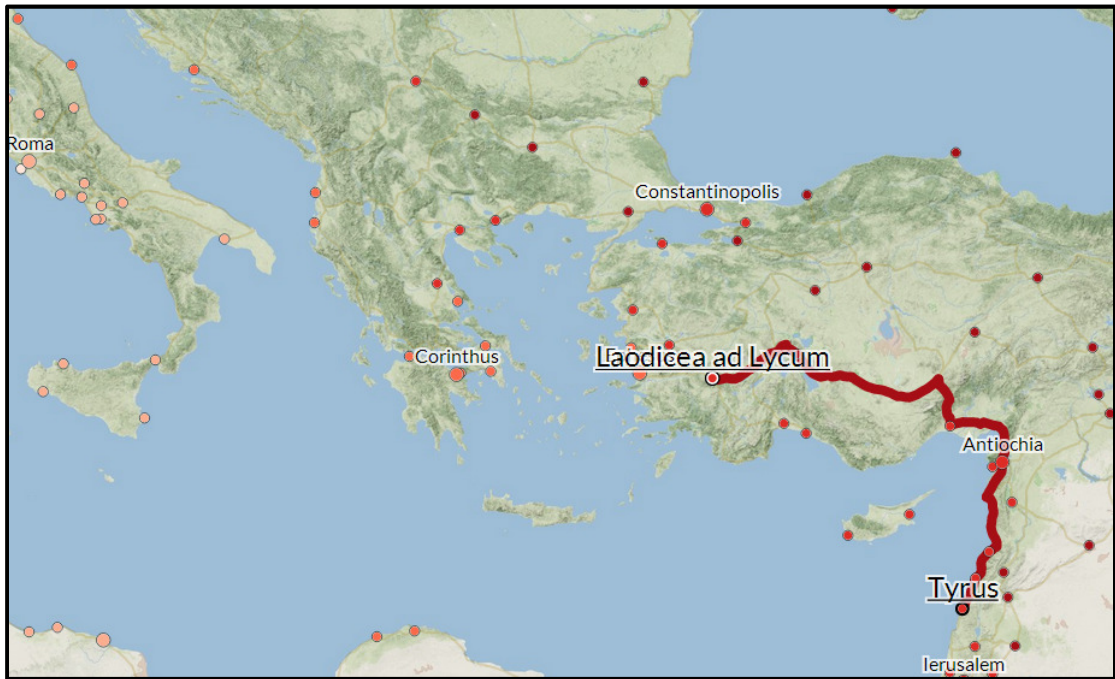 Roma
Constantinopolis
Corinthus
Laodicea ad Lycum
Antiochia
Tyrus
Ierusalem